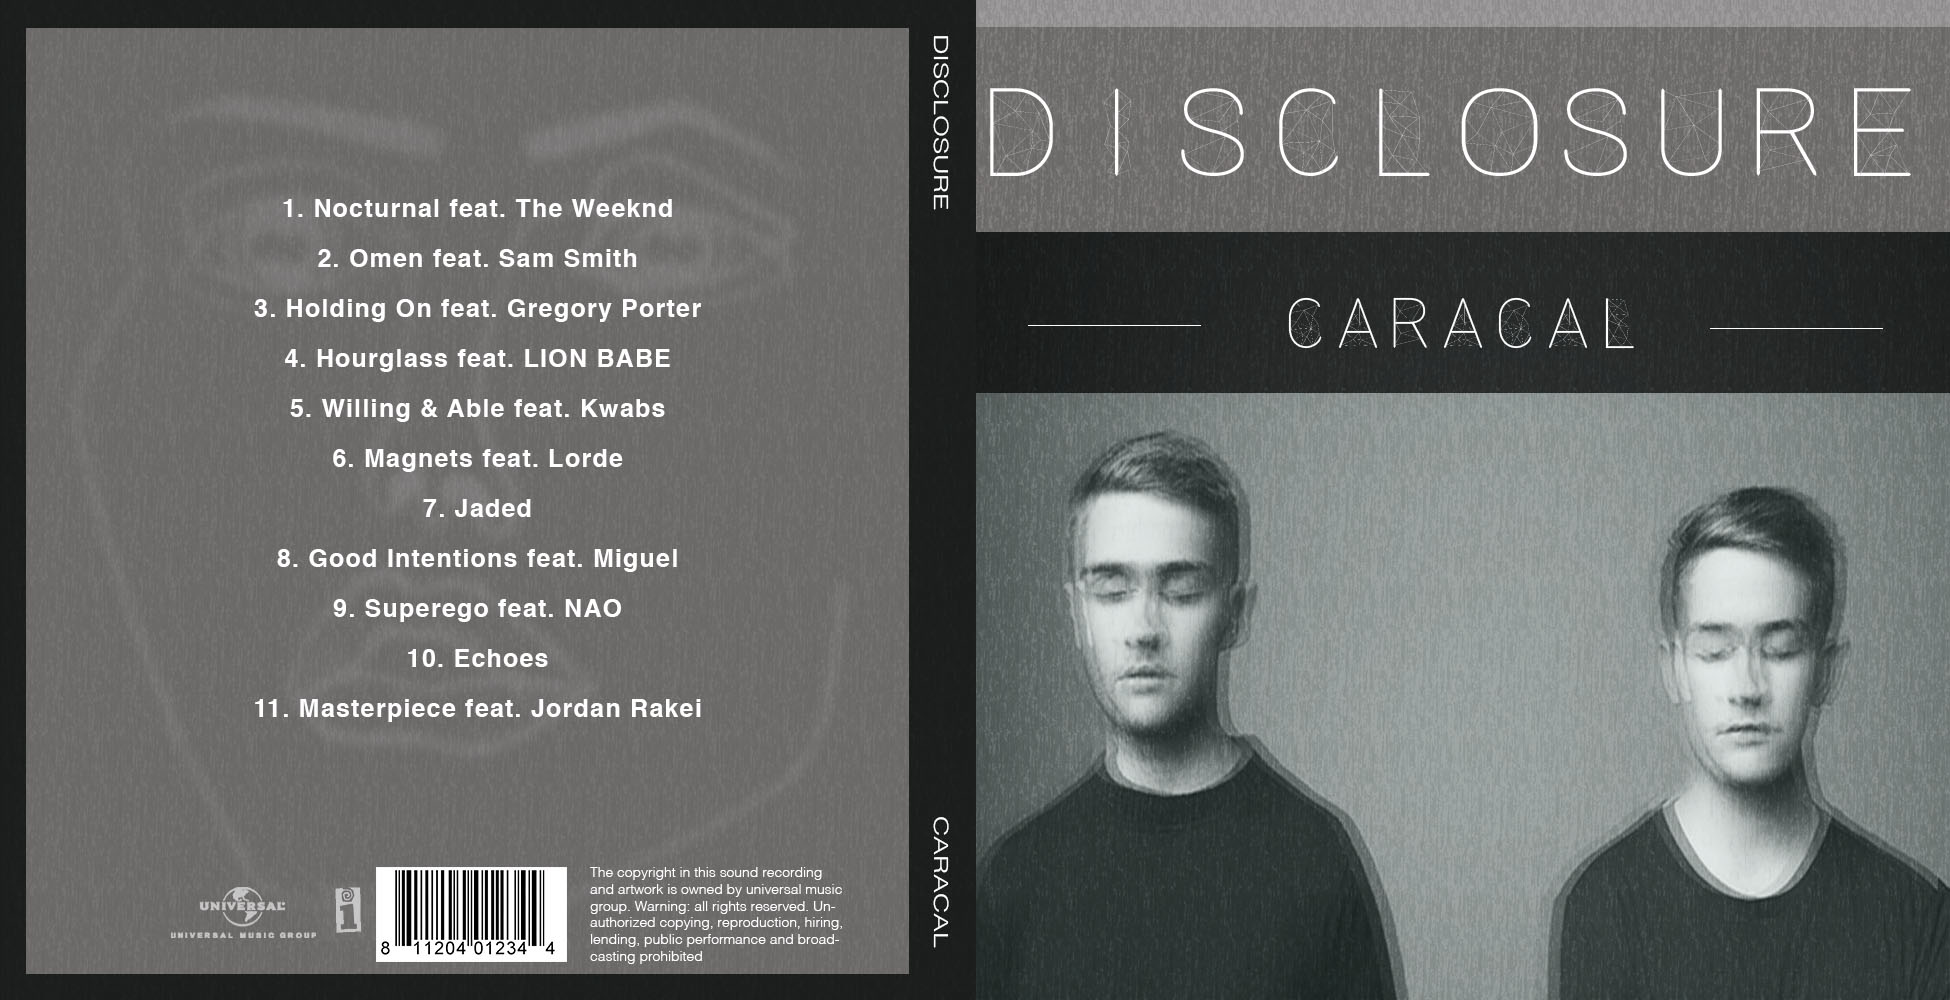 1. Nocturnal feat. The Weeknd
2. Omen feat. Sam Smith
3. Holding On feat. Gregory Porter
4. Hourglass feat. LION BABE
5. Willing & Able feat. Kwabs
6. Magnets feat. Lorde
7. Jaded
8. Good Intentions feat. Miguel
9. Superego feat. NAO
10. Echoes
11. Masterpiece feat. Jordan Rakei
UNIVERSAL
UNIVERSAL MUSIC GROUP
i
8 11204 01234 4
The copyright in this sound recording
and artwork is owned by universal music
group. Warning: all rights reserved. Un-
authorized copying, reproduction, hiring,
lending, public performance and broad-
casting prohibited
DISCLOSURE
CARACAL
DISCLOSURE
CARACAL